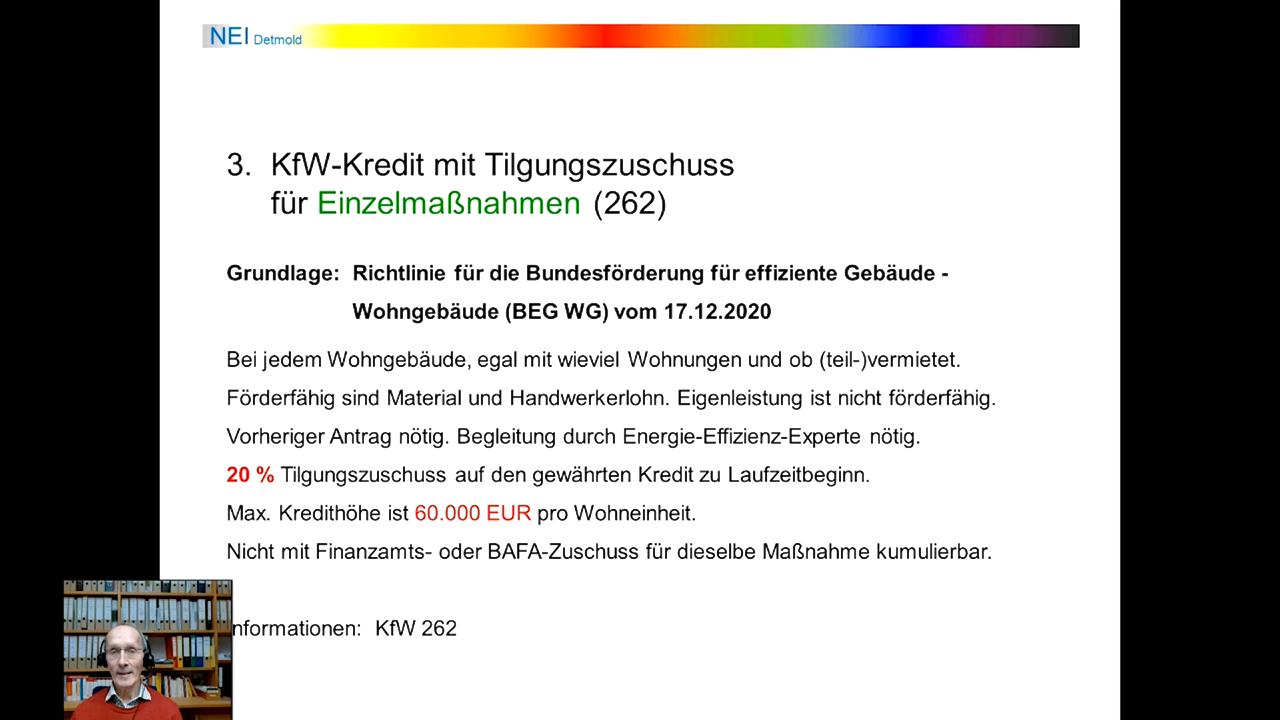 NEI Detmold
3. KfW-Kredit mit Tilgungszuschuss
für Einzelmaßnahmen (262)
Grundlage: Richtlinie für die Bundesförderung für effiziente Gebäude -
Wohngebäude (BEG WG) vom 17.12.2020
Bei jedem Wohngebäude, egal mit wieviel Wohnungen und ob (teil-)vermietet.
Förderfähig sind Material und Handwerkerlohn. Eigenleistung ist nicht förderfähig.
Vorheriger Antrag nötig. Begleitung durch Energie-Effizienz-Experte nötig.
20 % Tilgungszuschuss auf den gewährten Kredit zu Laufzeitbeginn.
Max. Kredithöhe ist 60.000 EUR pro Wohneinheit.
Nicht mit Finanzamts- oder BAFA-Zuschuss für dieselbe Maßnahme kumulierbar.
nformationen: KfW 262